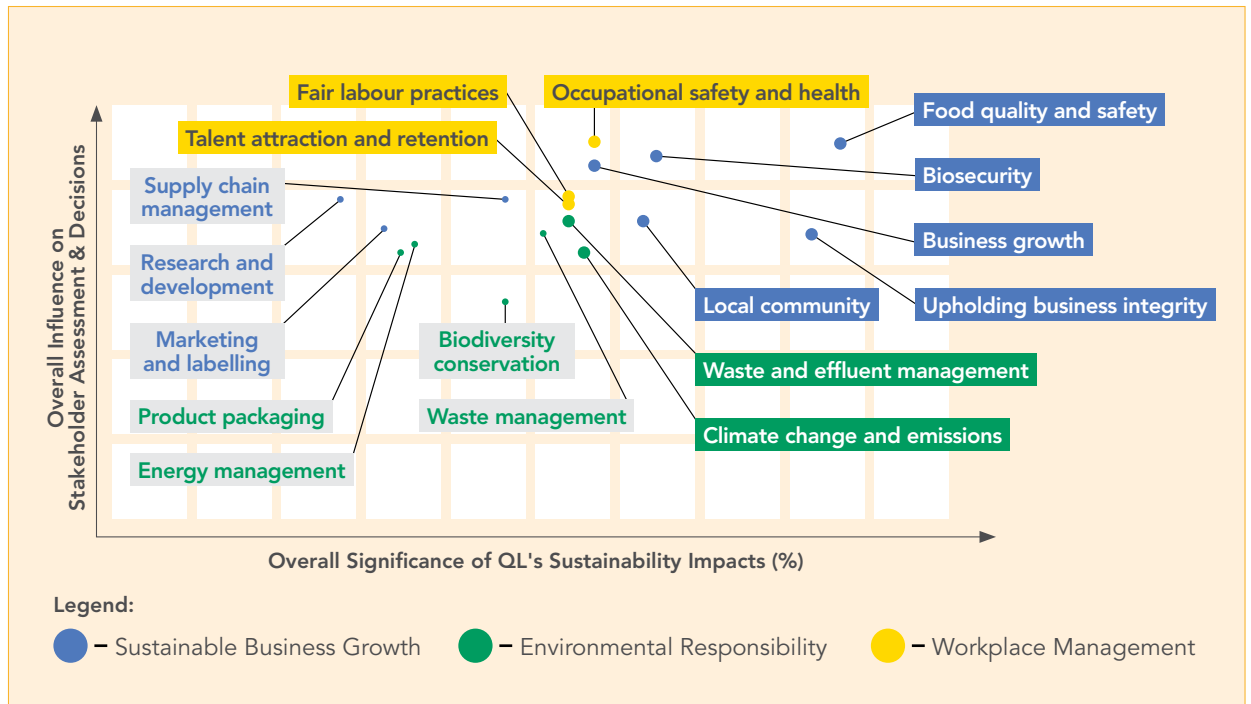 Fair labour practices
Occupational safety and health
Food quality and safety
Talent attraction and retention
Biosecurity
Supply chain
management
Business growth
Research and
development
Local community
Upholding business integrity
Marketing
and labelling
Biodiversity
conservation
Waste and effluent management
Product packaging
Waste management
Climate change and emissions
Energy management
Overall Influence on
Stakeholder Assessment & Decisions
Overall Significance of QL's Sustainability Impacts (%)
Legend:
– Sustainable Business Growth
– Environmental Responsibility
– Workplace Management